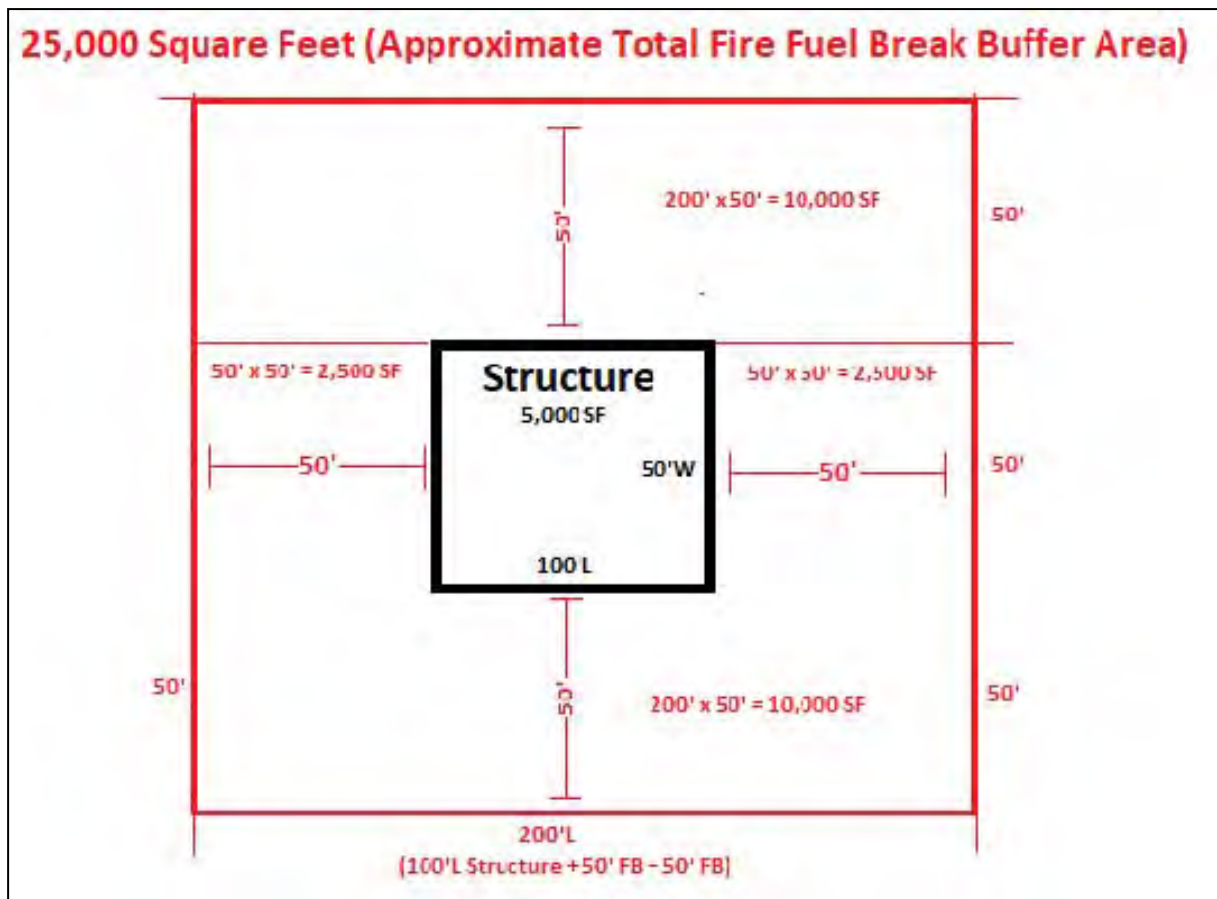 25,000 Square Feet (Approximate Total Fire Fuel Break Buffer Area)
50'
200' x 50' = 10,000 SF
50'
50' x 50' = 2,500 SF
Structure
5,000 SF
50' x 50' = 2,500 SF
50'
50'W
50'
50'
100 L
50'
50'
200' x 50' = 10,000 SF
50'
200'L
(100'L Structure +50' FB - 50' FB)